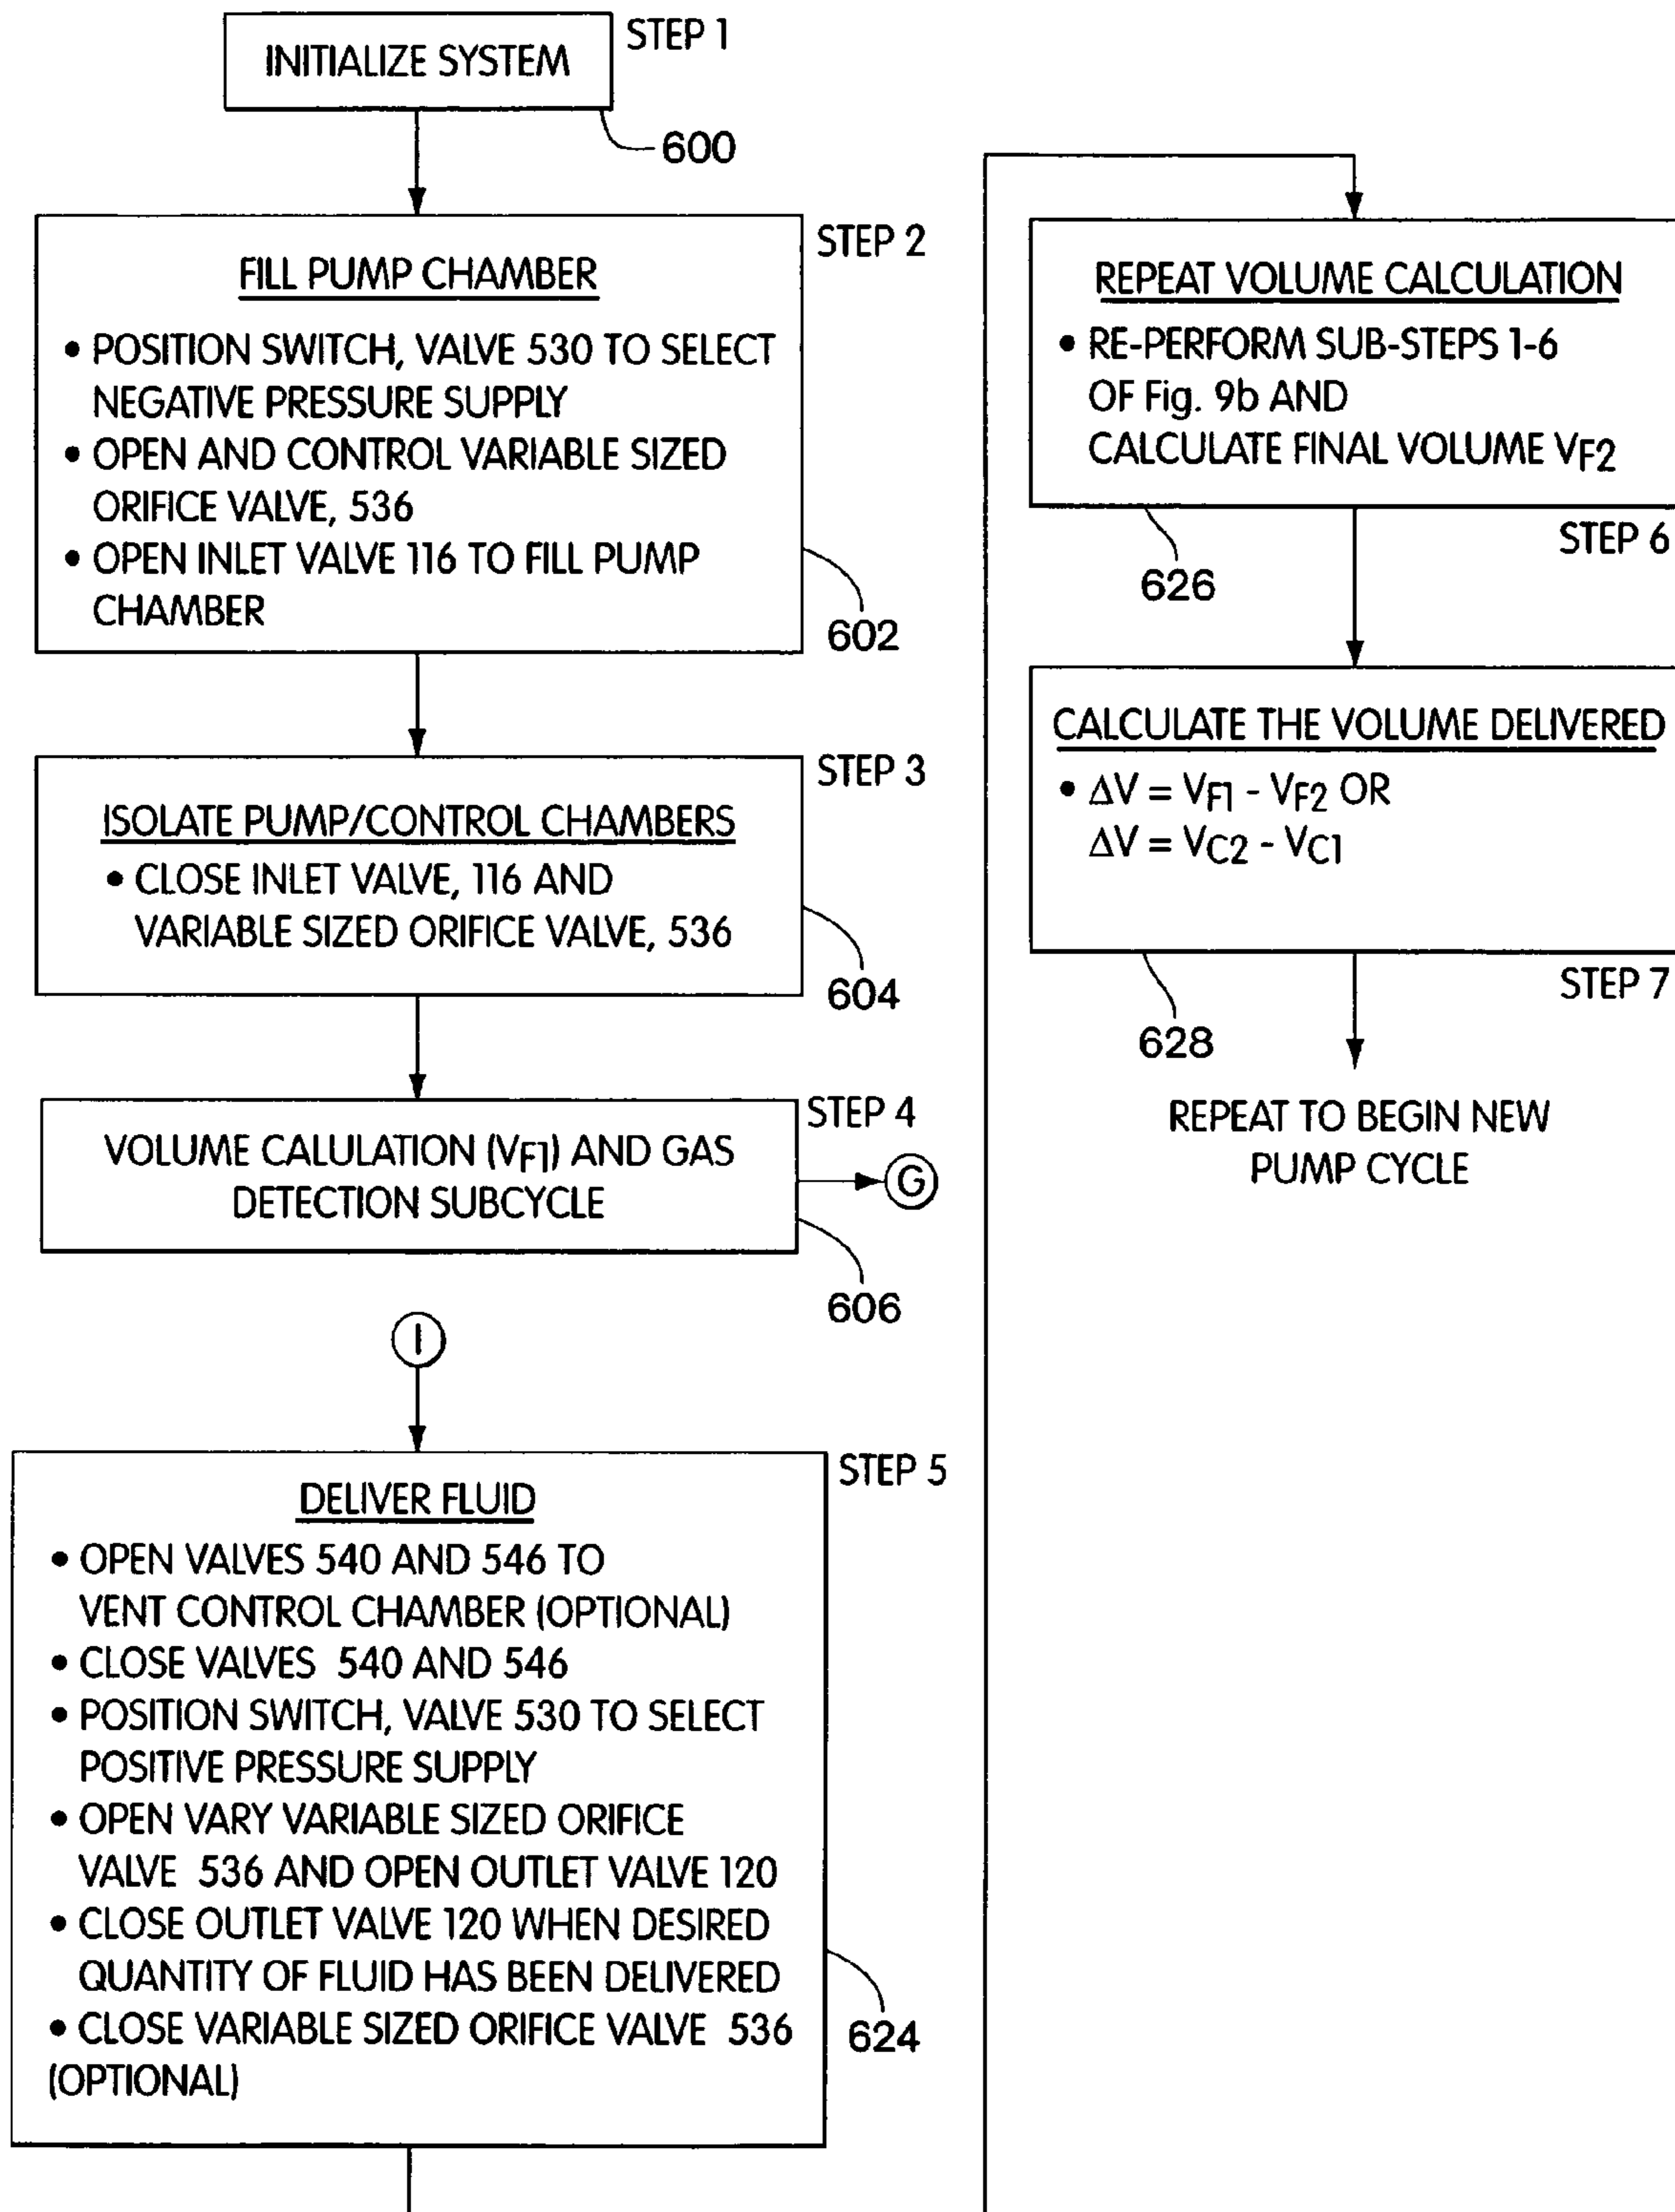 STEP 1
INITIALIZE SYSTEM
600
STEP 2
FILL PUMP CHAMBER
• POSITION SWITCH, VALVE 530 TO SELECT
NEGATIVE PRESSURE SUPPLY
• OPEN AND CONTROL VARIABLE SIZED
ORIFICE VALVE, 536
• OPEN INLET VALVE 116 TO FILL PUMP
CHAMBER
602
STEP 3
ISOLATE PUMP/CONTROL CHAMBERS
• CLOSE INLET VALVE, 116 AND
VARIABLE SIZED ORIFICE VALVE, 536
604
STEP 4
VOLUME CALULATION (VF1) AND GAS
DETECTION SUBCYCLE
G
606
I
STEP 5
DELIVER FLUID
• OPEN VALVES 540 AND 546 TO
VENT CONTROL CHAMBER (OPTIONAL)
• CLOSE VALVES 540 AND 546
• POSITION SWITCH, VALVE 530 TO SELECT
POSITIVE PRESSURE SUPPLY
• OPEN VARY VARIABLE SIZED ORIFICE
VALVE 536 AND OPEN OUTLET VALVE 120
• CLOSE OUTLET VALVE 120 WHEN DESIRED
QUANTITY OF FLUID HAS BEEN DELIVERED
• CLOSE VARIABLE SIZED ORIFICE VALVE 536
(OPTIONAL)
624
REPEAT VOLUME CALCULATION
• RE-PERFORM SUB-STEPS 1-6
OF Fig. 9b AND
CALCULATE FINAL VOLUME VF2
STEP 6
626
CALCULATE THE VOLUME DELIVERED
• ΔV = VF1 - VF2 OR
ΔV = VC2 - VC1
STEP 7
628
REPEAT TO BEGIN NEW
PUMP CYCLE